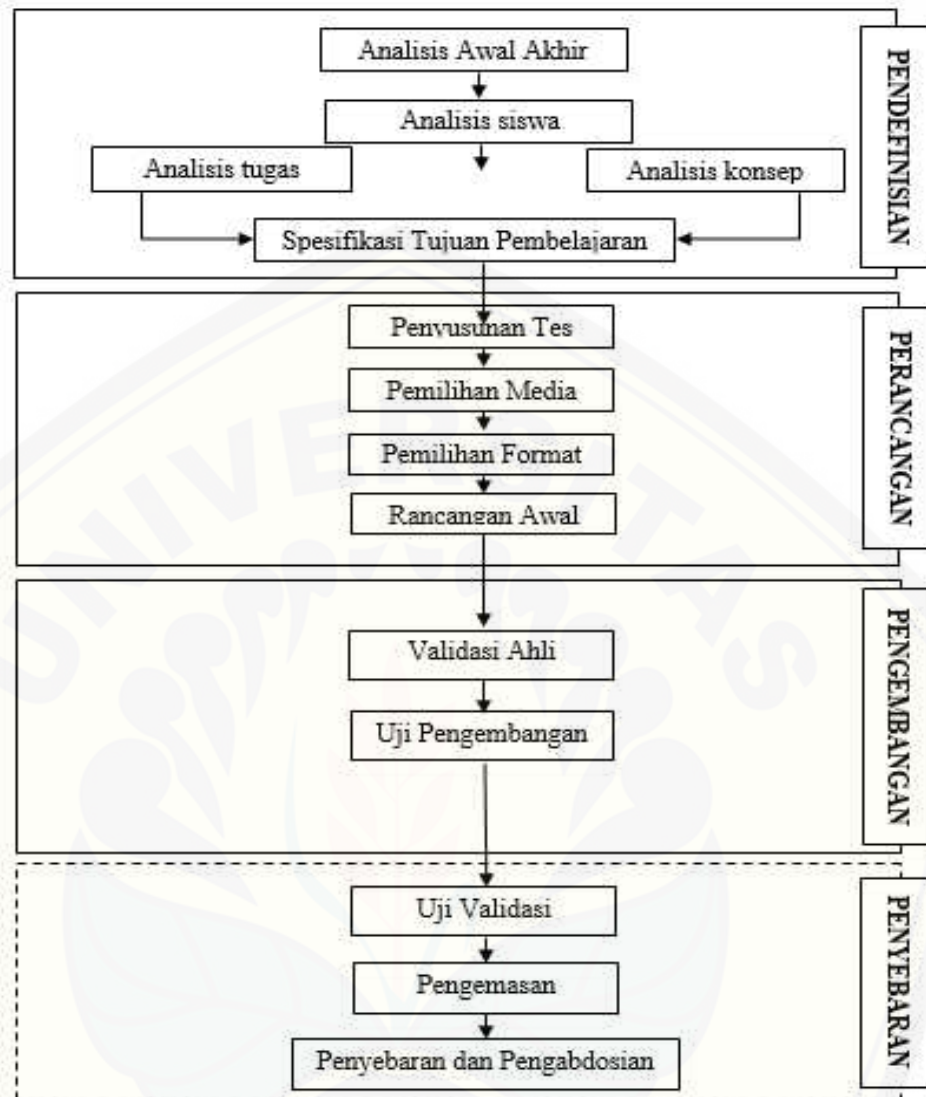 Analisis Awal Akhir
Analisis siswa
Analisis tugas
Analisis konsep
Spesifikasi Tujuan Pembelajaran
PENDEFINISIAN
Penyusunan Tes
Pemilihan Media
Pemilihan Format
Rancangan Awal
PERANCANGAN
Validasi Ahli
Uji Pengembangan
PENGEMBANGAN
Uji Validasi
Pengemasan
Penyebaran dan Pengabdosian
PENYEBARAN
UNIVERSITAS